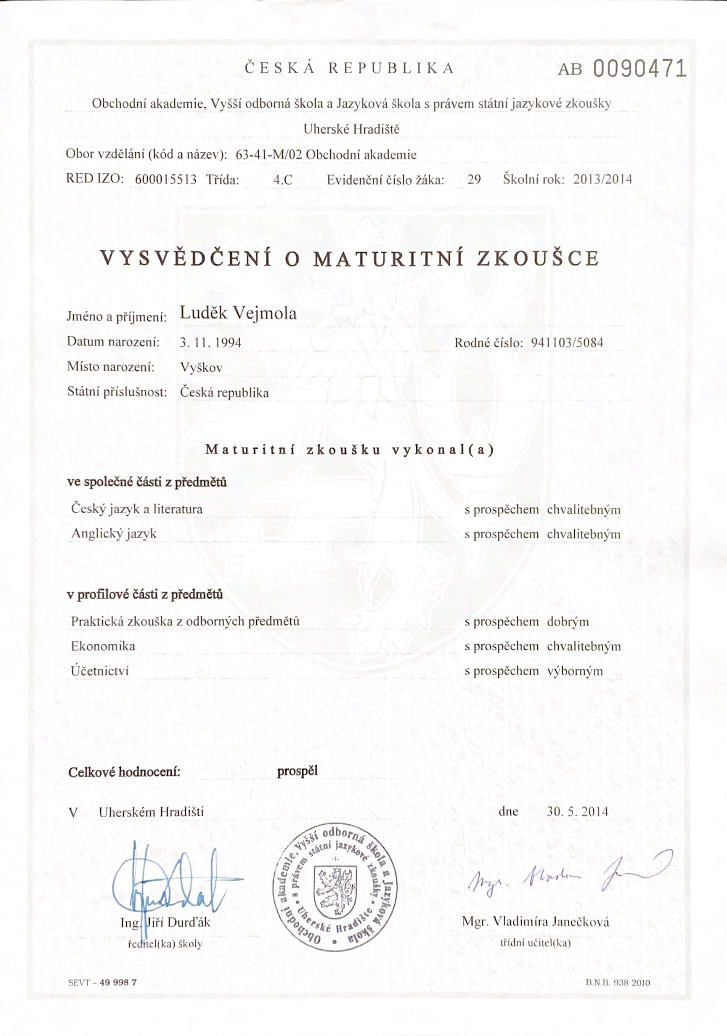 ČESKÁ REPUBLIKA AB 0090471
Obchodní akademie, Vyšší odborná škola a Jazyková škola s právem státní jazykové zkoušky
Uherské Hradiště
Obor vzdělání (kód a název): 63-41-M/02 Obchodní akademie
RED IZO: 600015513 Třída: 4.C Evidenční číslo žáka: 29 Školní rok: 2013/2014
VYSVĚDČENÍ O MATURITNÍ ZKOUŠCE
Jméno a příjmení: Luděk Vejmola
Datum narození: 3. 11. 1994 Rodné číslo: 941103/5084
Místo narození: Vyškov
Státní příslušnost: Česká republika
Maturitní zkoušku vykonal(a)
ve společné části z předmětů
Český jazyk a literatura s prospěchem chvalitebným
Anglický jazyk s prospěchem chvalitebným
v profilové části z předmětů
Praktická zkouška z odborných předmětů s prospěchem dobrým
Ekonomika s prospěchem chvalitebným
Účetnictví s prospěchem výborným
Celkové hodnocení: prospěl
V Uherském Hradišti dne 30. 5. 2014
Obchodní akademie, Vyšší odborná škola a Jazyková škola
s právem státní jazykové zkoušky • Uherské Hradiště •
-1-
Mgr.
Ing. Jiří Durďák Mgr. Vladimíra Janečková
ředitel(ka) školy třídní učitel(ka)
SEVT – 49 998 7 B.N.B. 938 2010